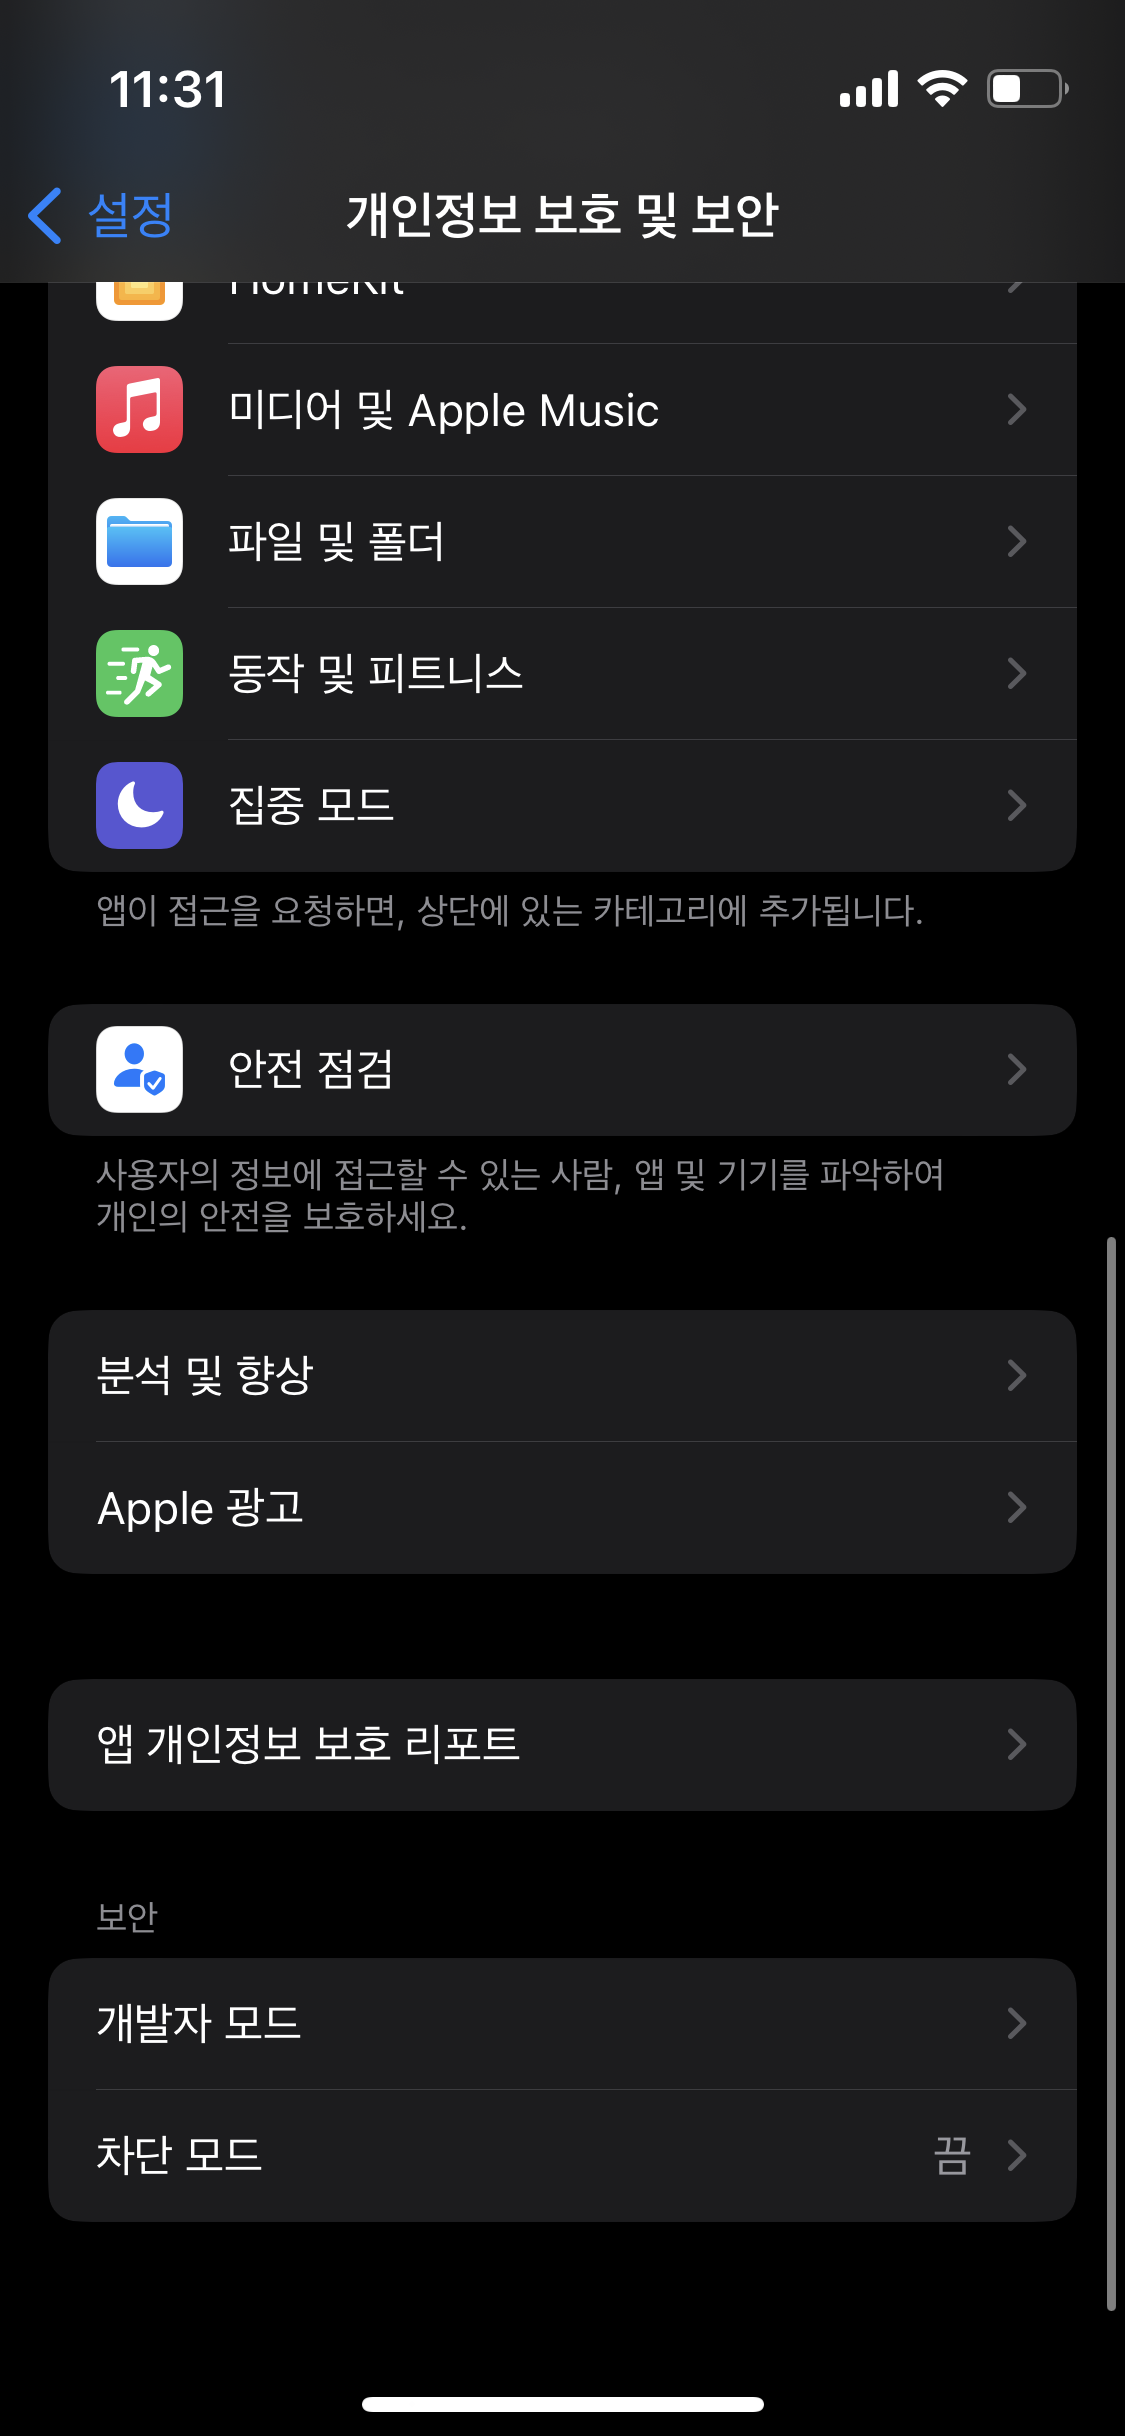 11:31
설정
개인정보 보호 및 보안
HomeKit
미디어 및 Apple Music
파일 및 폴더
동작 및 피트니스
집중 모드
앱이 접근을 요청하면, 상단에 있는 카테고리에 추가됩니다.
안전 점검
사용자의 정보에 접근할 수 있는 사람, 앱 및 기기를 파악하여
개인의 안전을 보호하세요.
분석 및 향상
Apple 광고
앱 개인정보 보호 리포트
보안
개발자 모드
차단 모드
끔